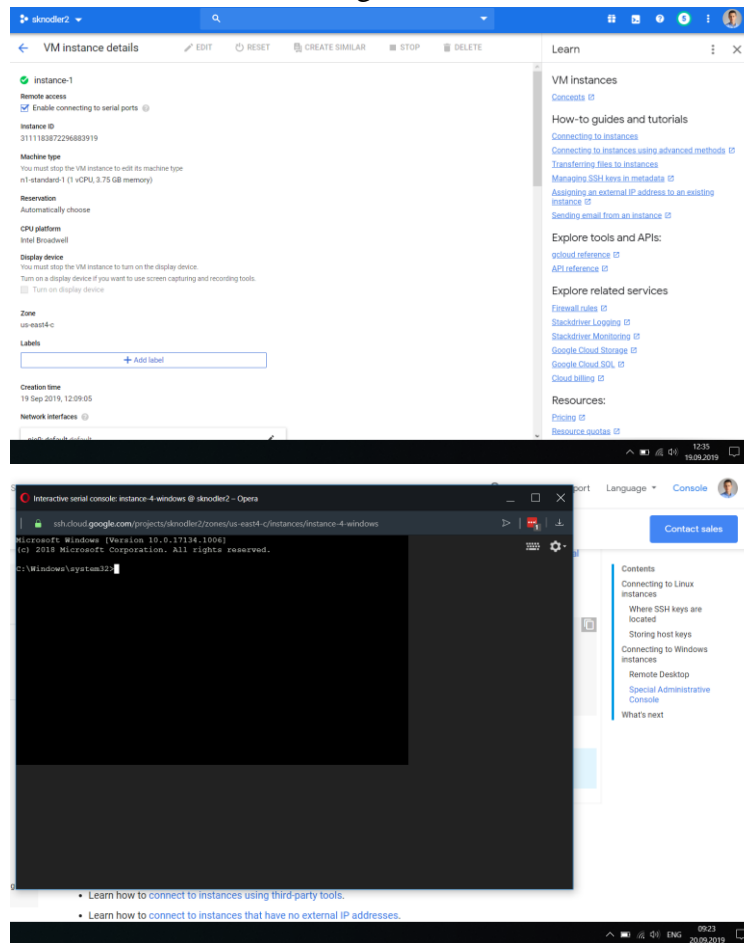 sknodler2
VM instance details
EDIT
RESET
CREATE SIMILAR
STOP
DELETE
instance-1
Remote access
Enable connecting to serial ports
Instance ID
3111183872296883919
Machine type
You must stop the VM instance to edit its machine type
n1-standard-1 (1 vCPU, 3.75 GB memory)
Reservation
Automatically choose
CPU platform
Intel Broadwell
Display device
You must stop the VM instance to turn on the display device.
Turn on a display device if you want to use screen capturing and recording tools.
Turn on display device
Zone
us-east4-c
Labels
+ Add label
Creation time
19 Sep 2019, 12:09:05
Network interfaces
nic0: default default
Learn
VM instances
Concepts
How-to guides and tutorials
Connecting to instances
Connecting to instances using advanced methods
Transferring files to instances
Managing SSH keys in metadata
Assigning an external IP address to an existing
instance
Sending email from an instance
Explore tools and APIs:
gcloud reference
API reference
Explore related services
Firewall rules
Stackdriver Logging
Stackdriver Monitoring
Google Cloud Storage
Google Cloud SQL
Cloud billing
Resources:
Pricing
Resource quotas
12:35
19.09.2019
Interactive serial console: instance-4-windows @ sknodler2 – Opera
port
Language
Console
ssh.cloud.google.com/projects/sknodler2/zones/us-east4-c/instances/instance-4-windows
Contact sales
Microsoft Windows [Version 10.0.17134.1006]
(c) 2018 Microsoft Corporation. All rights reserved.
C:\Windows\system32>
Contents
Connecting to Linux
instances
Where SSH keys are
located
Storing host keys
Connecting to Windows
instances
Remote Desktop
Special Administrative
Console
What's next
• Learn how to connect to instances using third-party tools.
• Learn how to connect to instances that have no external IP addresses.
ENG
09:23
20.09.2019